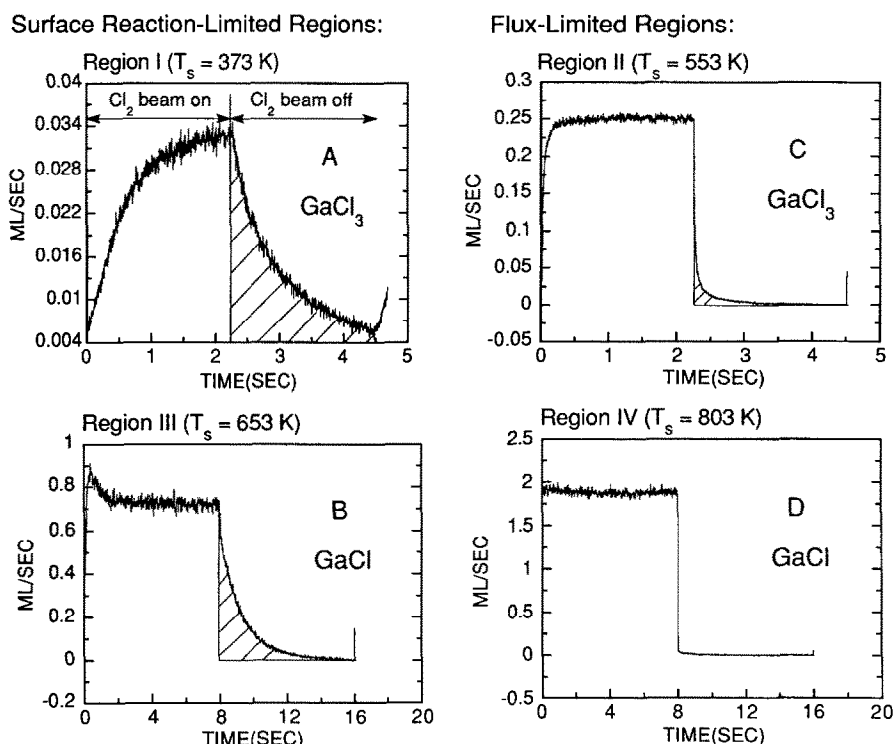 Surface Reaction-Limited Regions:
Flux-Limited Regions:
Region I (Ts = 373 K)
0.04
0.034
0.028
0.022
0.016
0.01
0.004
ML/SEC
Cl2 beam on
Cl2 beam off
A
GaCl3
0
1
2
3
4
5
TIME(SEC)
Region II (Ts = 553 K)
0.3
0.25
0.2
0.15
0.1
0.05
0
-0.05
ML/SEC
C
GaCl3
0
1
2
3
4
5
TIME(SEC)
Region III (Ts = 653 K)
1
0.8
0.6
0.4
0.2
0
-0.2
ML/SEC
B
GaCl
0
4
8
12
16
20
TIME(SEC)
Region IV (Ts = 803 K)
2.5
2
1.5
1
0.5
0
-0.5
ML/SEC
D
GaCl
0
4
8
12
16
20
TIME(SEC)